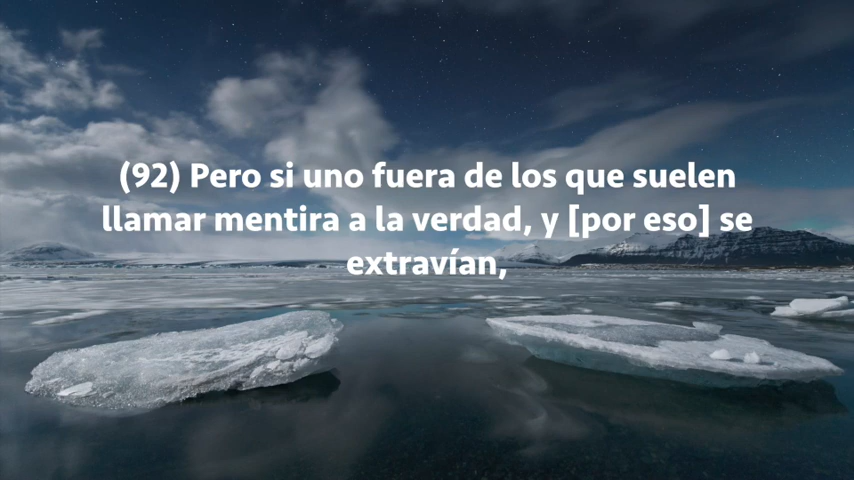 (92) Pero si uno fuera de los que suelen
llamar mentira a la verdad, y [por eso] se
extravían,